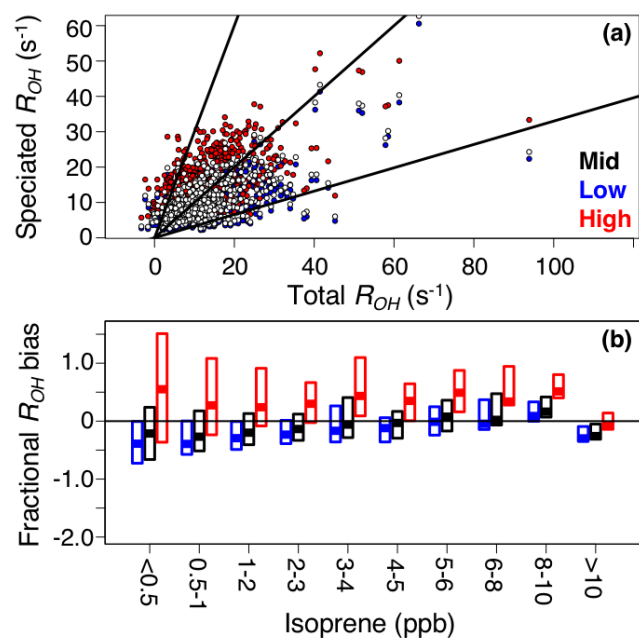 (a)
Speciated R_OH (s⁻¹)
60
50
40
30
20
10
0
Mid
Low
High
0 20 40 60 80 100
Total R_OH (s⁻¹)
(b)
Fractional R_OH bias
1.0
0
-1.0
-2.0
<0.5
0.5-1
1-2
2-3
3-4
4-5
5-6
6-8
8-10
>10
Isoprene (ppb)